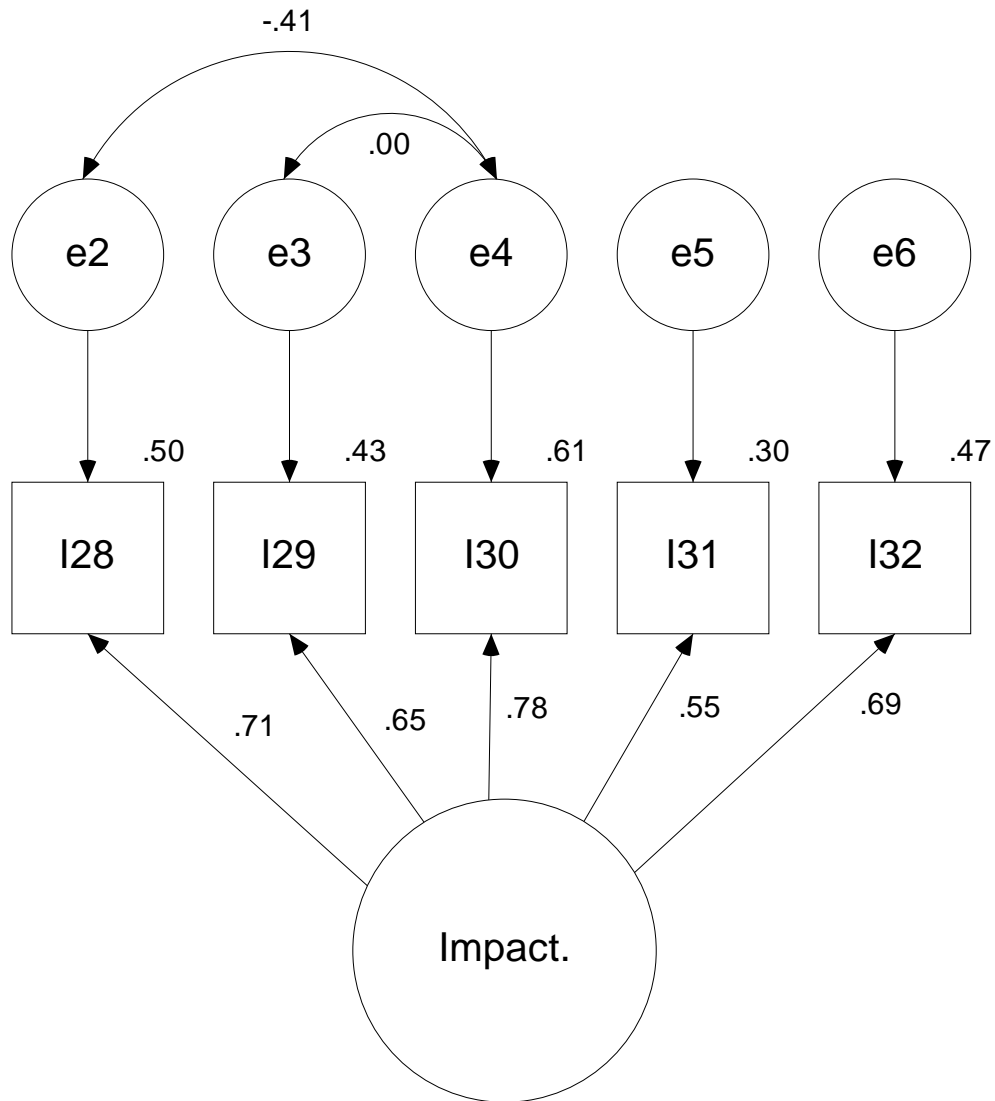 -.41
.00
e2 e3 e4 e5 e6
.50 .43 .61 .30 .47
I28 I29 I30 I31 I32
.71 .65 .78 .55 .69
Impact.